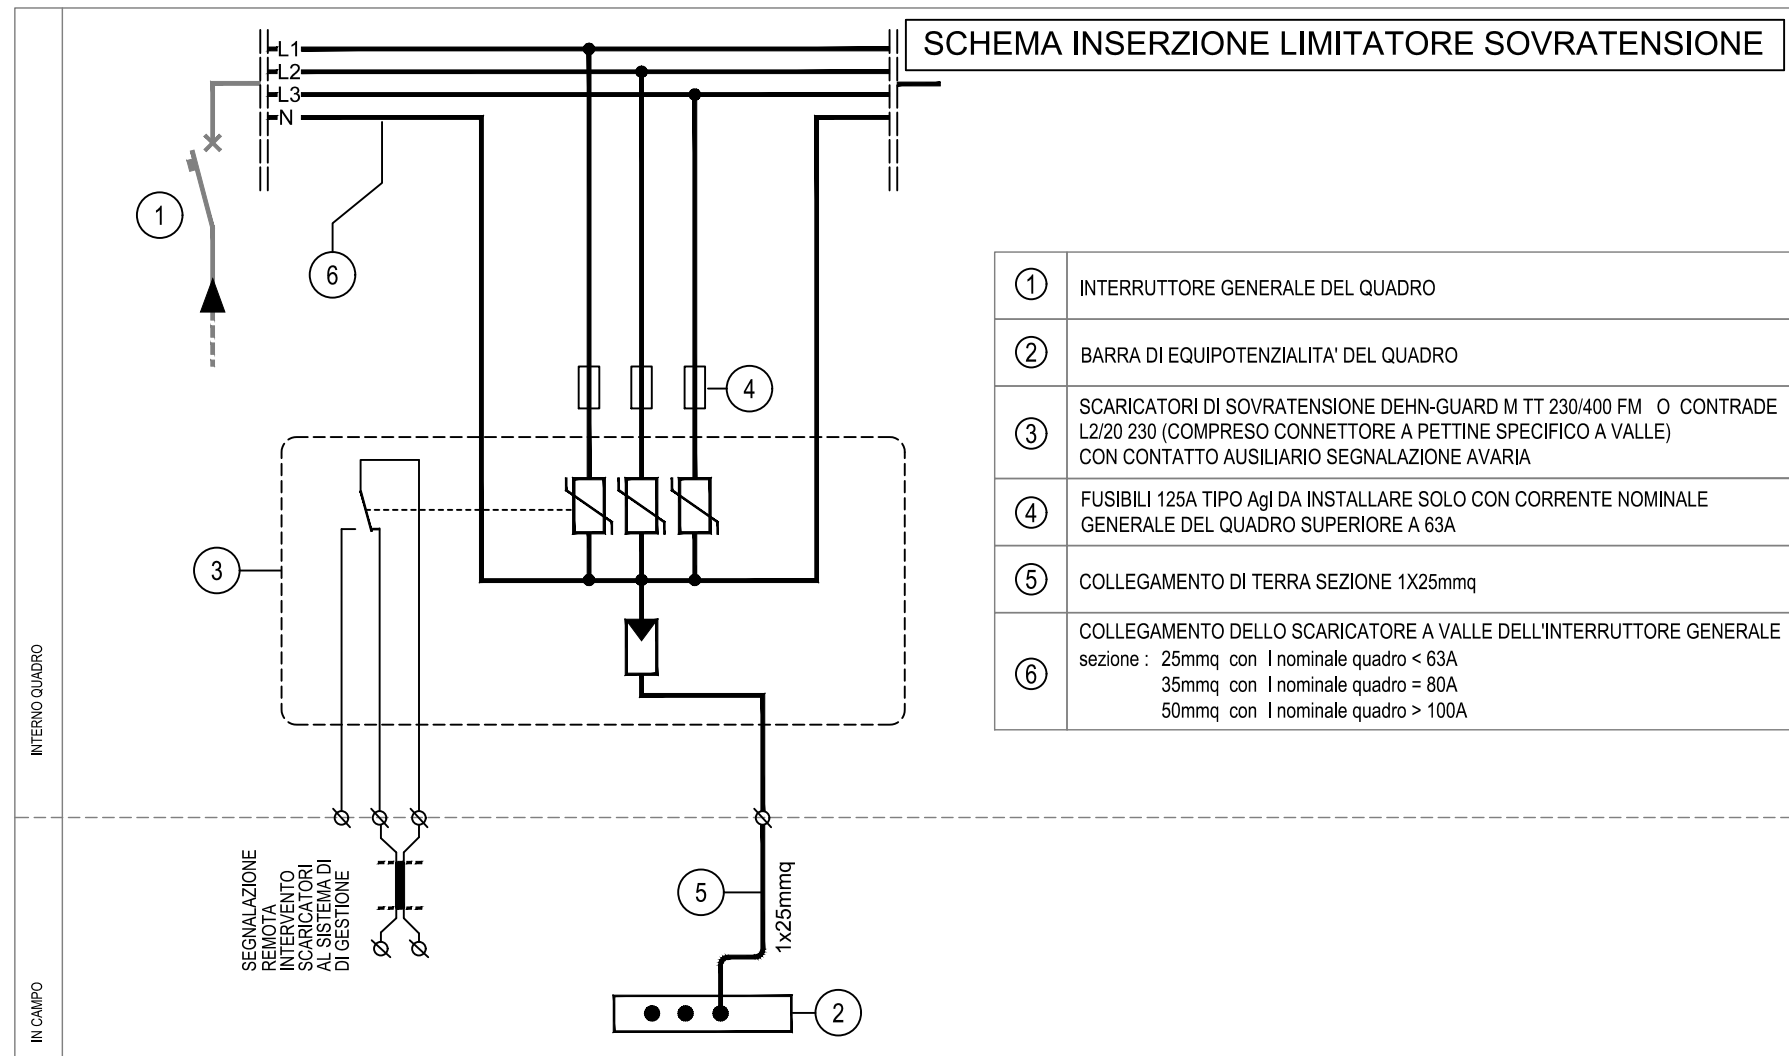 SCHEMA INSERZIONE LIMITATORE SOVRATENSIONE
L1
L2
L3
N
1
6
4
3
5
2
1x25mmq
INTERNO QUADRO
IN CAMPO
SEGNALAZIONE
REMOTA
INTERVENTO
SCARICATORI
AL SISTEMA DI
DI GESTIONE
1 INTERRUTTORE GENERALE DEL QUADRO
2 BARRA DI EQUIPOTENZIALITA' DEL QUADRO
3 SCARICATORI DI SOVRATENSIONE DEHN-GUARD M TT 230/400 FM O CONTRADE
L2/20 230 (COMPRESO CONNETTORE A PETTINE SPECIFICO A VALLE)
CON CONTATTO AUSILIARIO SEGNALAZIONE AVARIA
4 FUSIBILI 125A TIPO AgI DA INSTALLARE SOLO CON CORRENTE NOMINALE
GENERALE DEL QUADRO SUPERIORE A 63A
5 COLLEGAMENTO DI TERRA SEZIONE 1X25mmq
6 COLLEGAMENTO DELLO SCARICATORE A VALLE DELL'INTERRUTTORE GENERALE
sezione : 25mmq con I nominale quadro < 63A
35mmq con I nominale quadro = 80A
50mmq con I nominale quadro > 100A